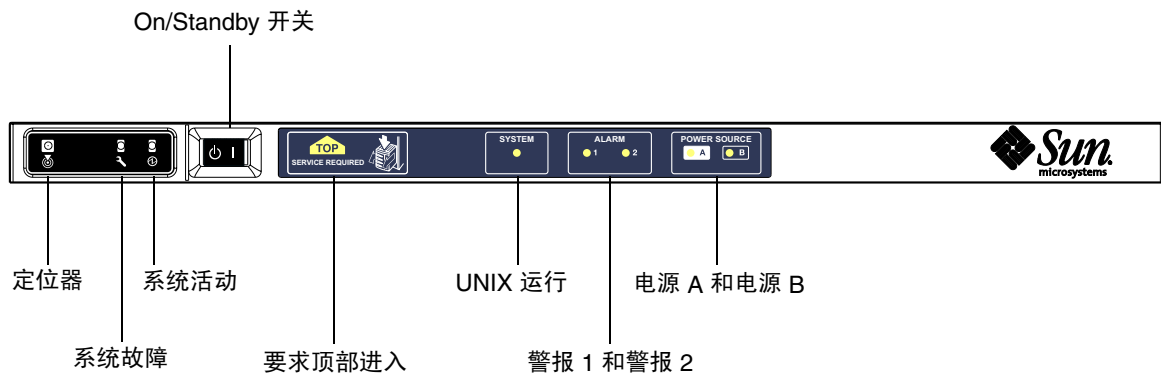 On/Standby 开关
TOP
SERVICE REQUIRED
SYSTEM
ALARM
1 2
POWER SOURCE
A B
Sun.
microsystems
定位器
系统活动
UNIX 运行
电源 A 和电源 B
系统故障
要求顶部进入
警报 1 和警报 2